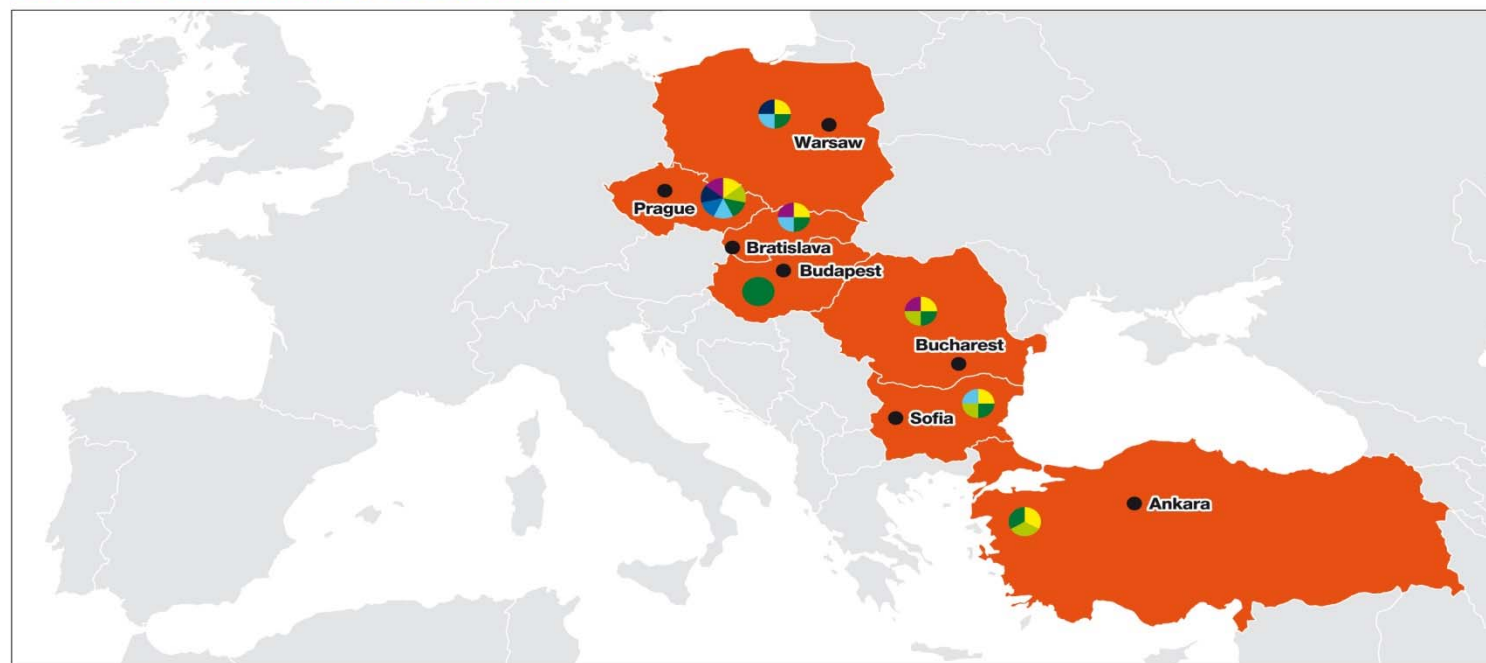 Warsaw
Prague
Bratislava
Budapest
Bucharest
Sofia
Ankara